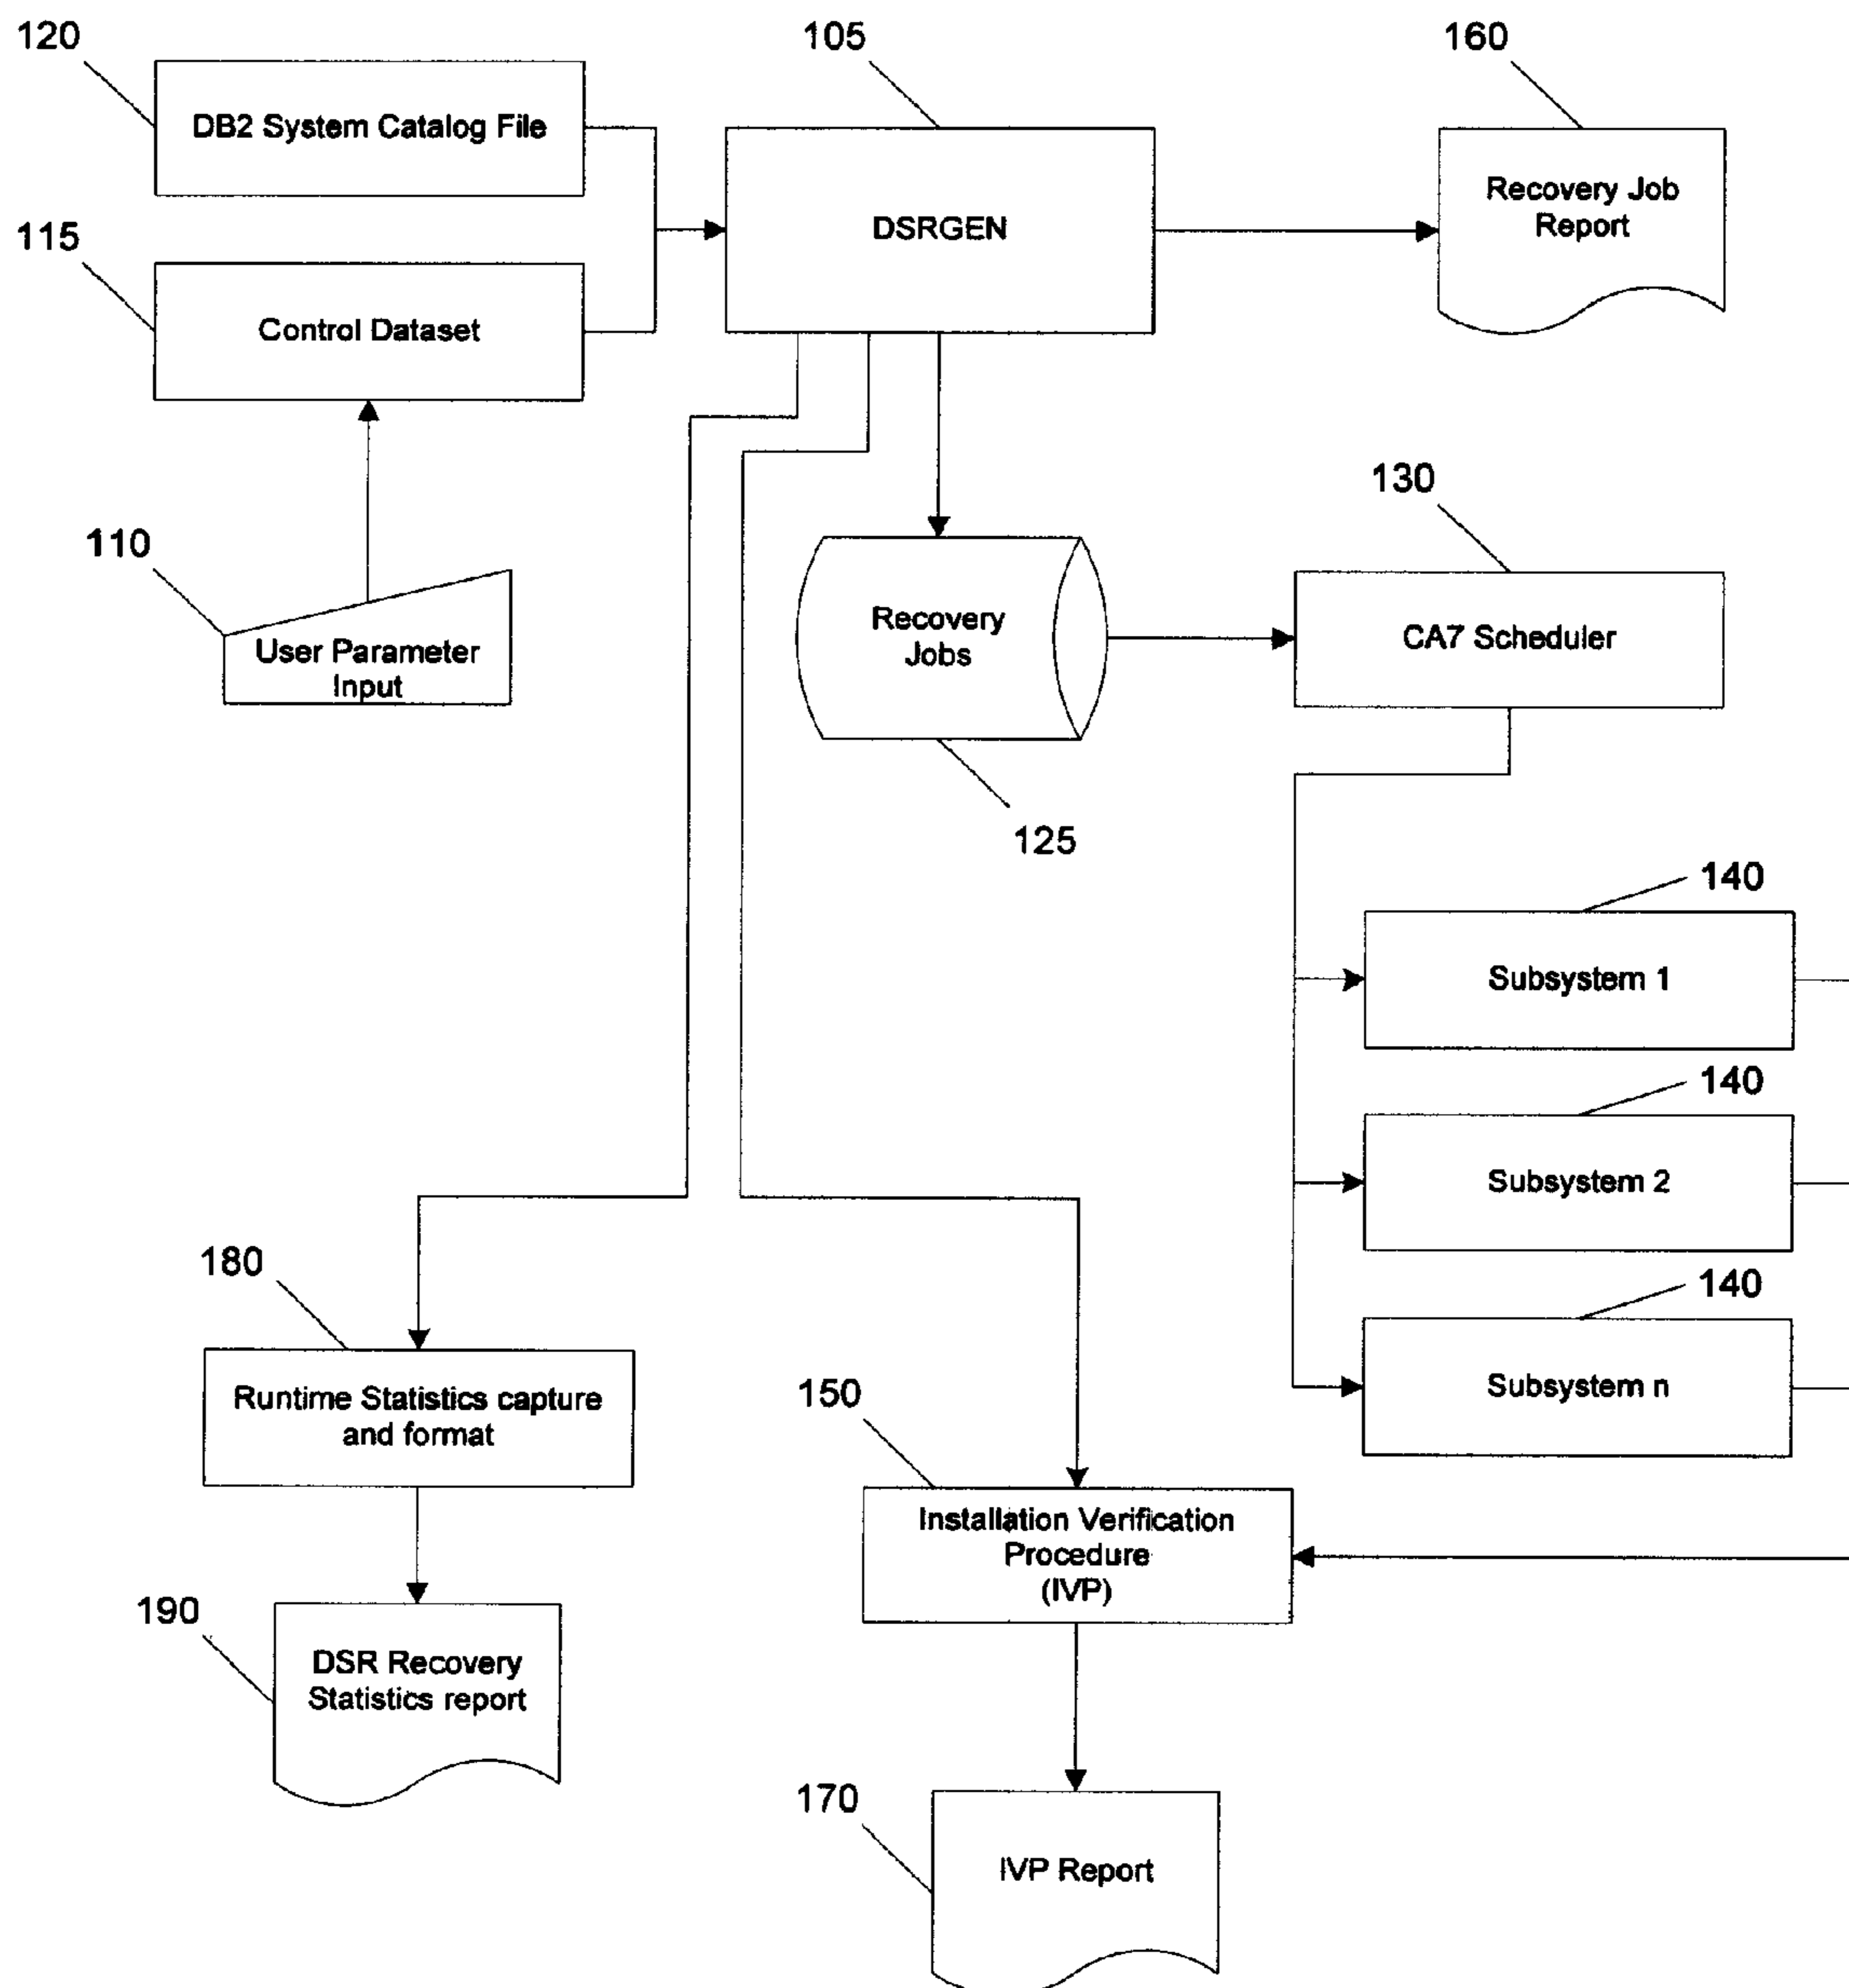 120
105
160
DB2 System Catalog File
DSRGEN
Recovery Job
Report
115
Control Dataset
110
User Parameter
Input
130
Recovery
Jobs
CA7 Scheduler
125
140
Subsystem 1
140
Subsystem 2
140
Subsystem n
180
Runtime Statistics capture
and format
150
Installation Verification
Procedure
(IVP)
190
DSR Recovery
Statistics report
170
IVP Report